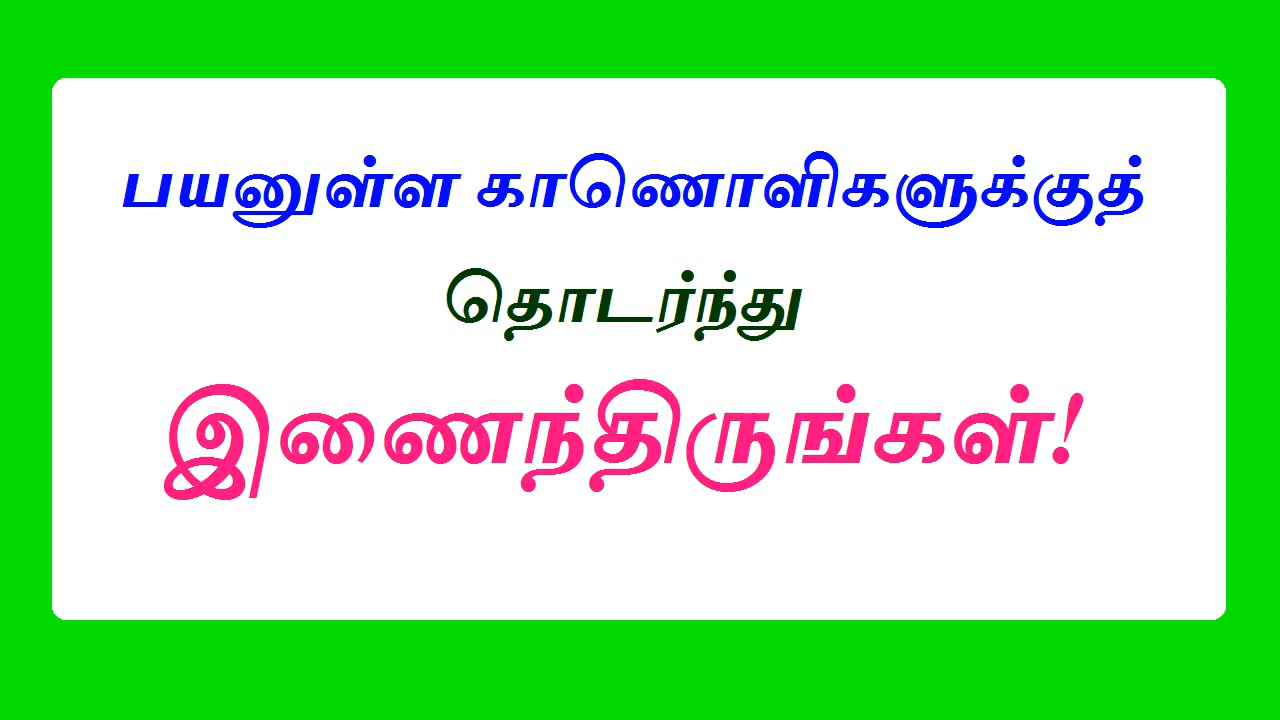 பயனுள்ள காணொளிகளுக்குத்
தொடர்ந்து
இணைந்திருங்கள்!